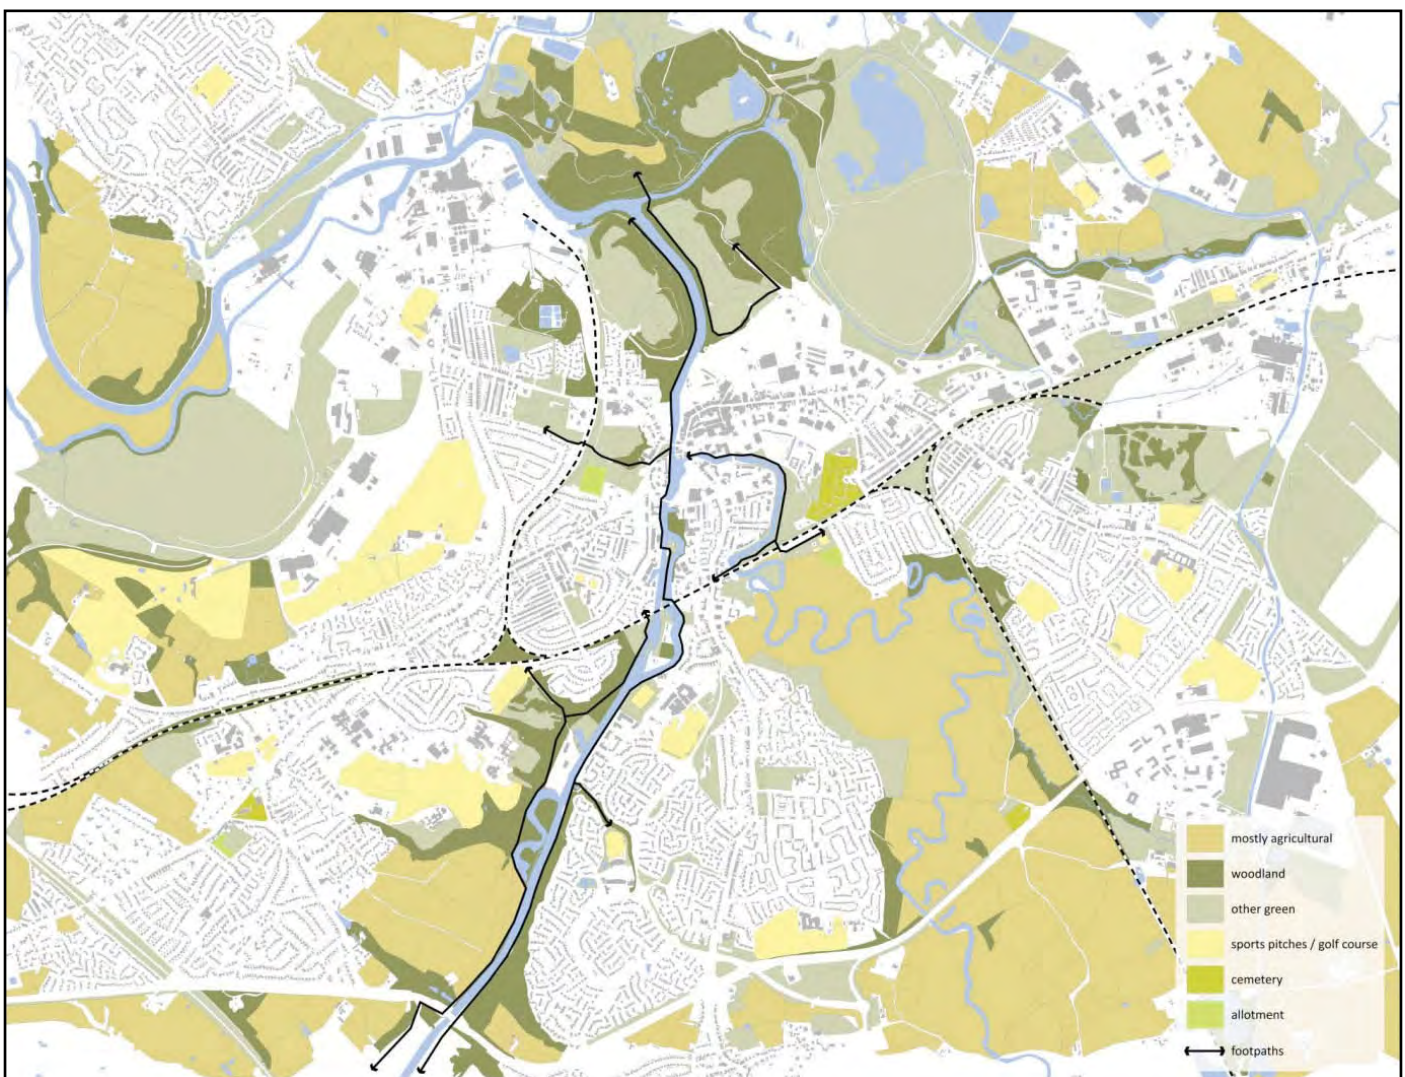 mostly agricultural
woodland
other green
sports pitches / golf course
cemetery
allotment
footpaths